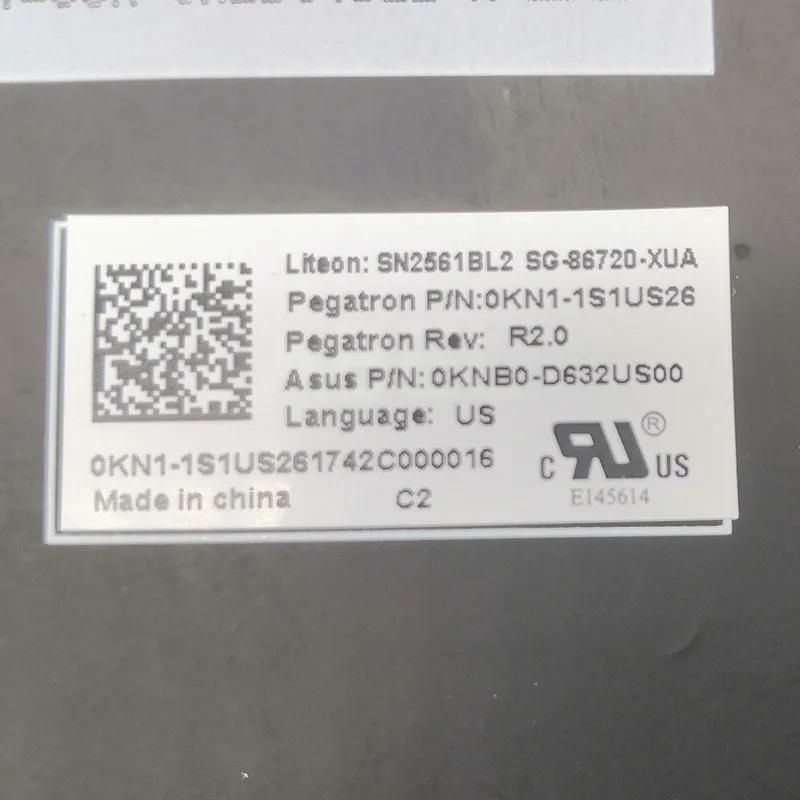 Liteon: SN2561BL2 SG-86720-XUA
Pegatron P/N:0KN1-1S1US26
Pegatron Rev: R2.0
Asus P/N: 0KNB0-D632US00
Language: US
0KN1-1S1US261742C000016
Made in china C2
c RU ® US
E145614